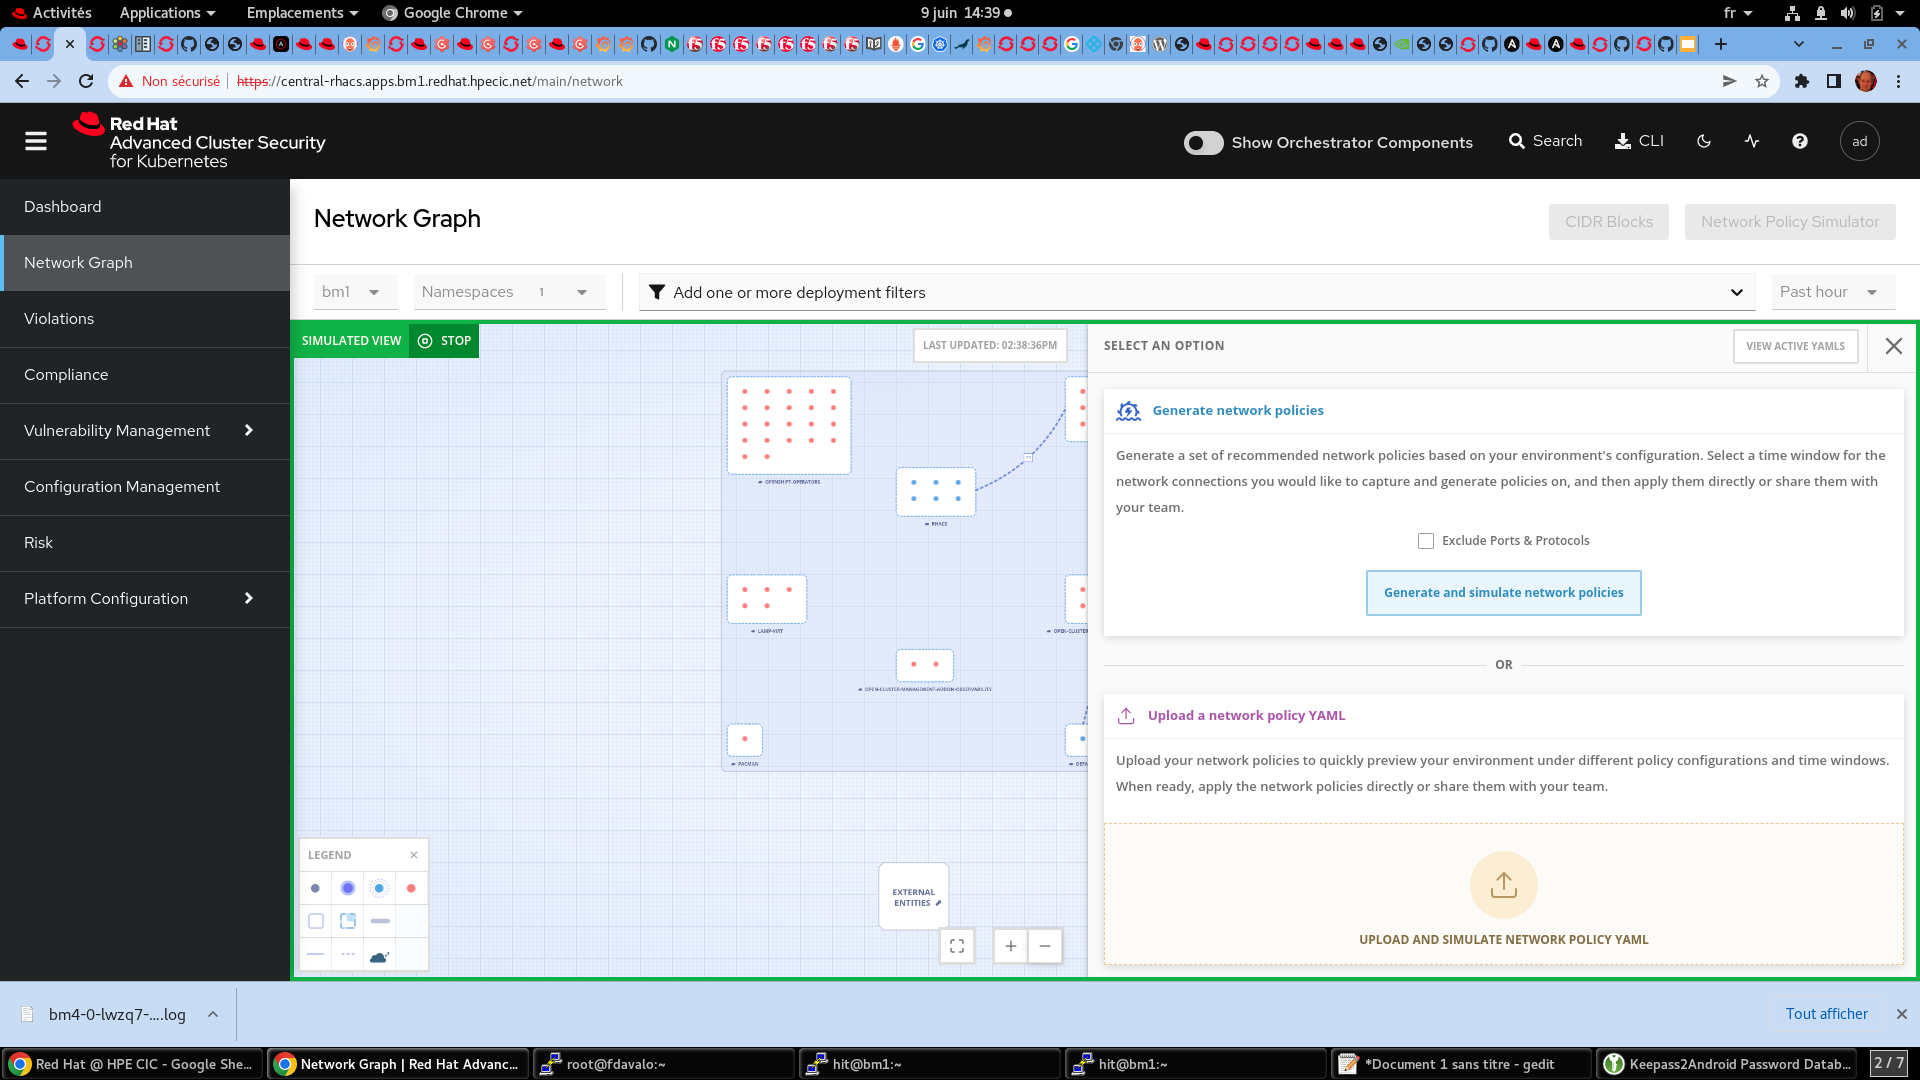 Activités
Applications
Emplacements
Google Chrome
9 juin 14:39
fr
Non sécurisé
https://central-rhacs.apps.bm1.redhat.hpecic.net/main/network
Red Hat
Advanced Cluster Security
for Kubernetes
Show Orchestrator Components
Search
CLI
ad
Dashboard
Network Graph
Violations
Compliance
Vulnerability Management
Configuration Management
Risk
Platform Configuration
Network Graph
CIDR Blocks
Network Policy Simulator
bm1
Namespaces 1
Add one or more deployment filters
Past hour
SIMULATED VIEW
STOP
LAST UPDATED: 02:38:36PM
OPENSHIFT-OPERATORS
RHACS
LAMP-VIRT
OPEN-CLUSTER
OPEN-CLUSTER-MANAGEMENT-ADDON-OBSERVABILITY
PACMAN
DEFA
EXTERNAL
ENTITIES
LEGEND
SELECT AN OPTION
VIEW ACTIVE YAMLS
Generate network policies
Generate a set of recommended network policies based on your environment's configuration. Select a time window for the
network connections you would like to capture and generate policies on, and then apply them directly or share them with
your team.
Exclude Ports & Protocols
Generate and simulate network policies
OR
Upload a network policy YAML
Upload your network policies to quickly preview your environment under different policy configurations and time windows.
When ready, apply the network policies directly or share them with your team.
UPLOAD AND SIMULATE NETWORK POLICY YAML
bm4-0-lwzq7-....log
Tout afficher
Red Hat @ HPE CIC - Google She...
Network Graph | Red Hat Advanc...
root@fdavalo:~
hit@bm1:~
hit@bm1:~
*Document 1 sans titre - gedit
Keepass2Android Password Datab...
2 / 7